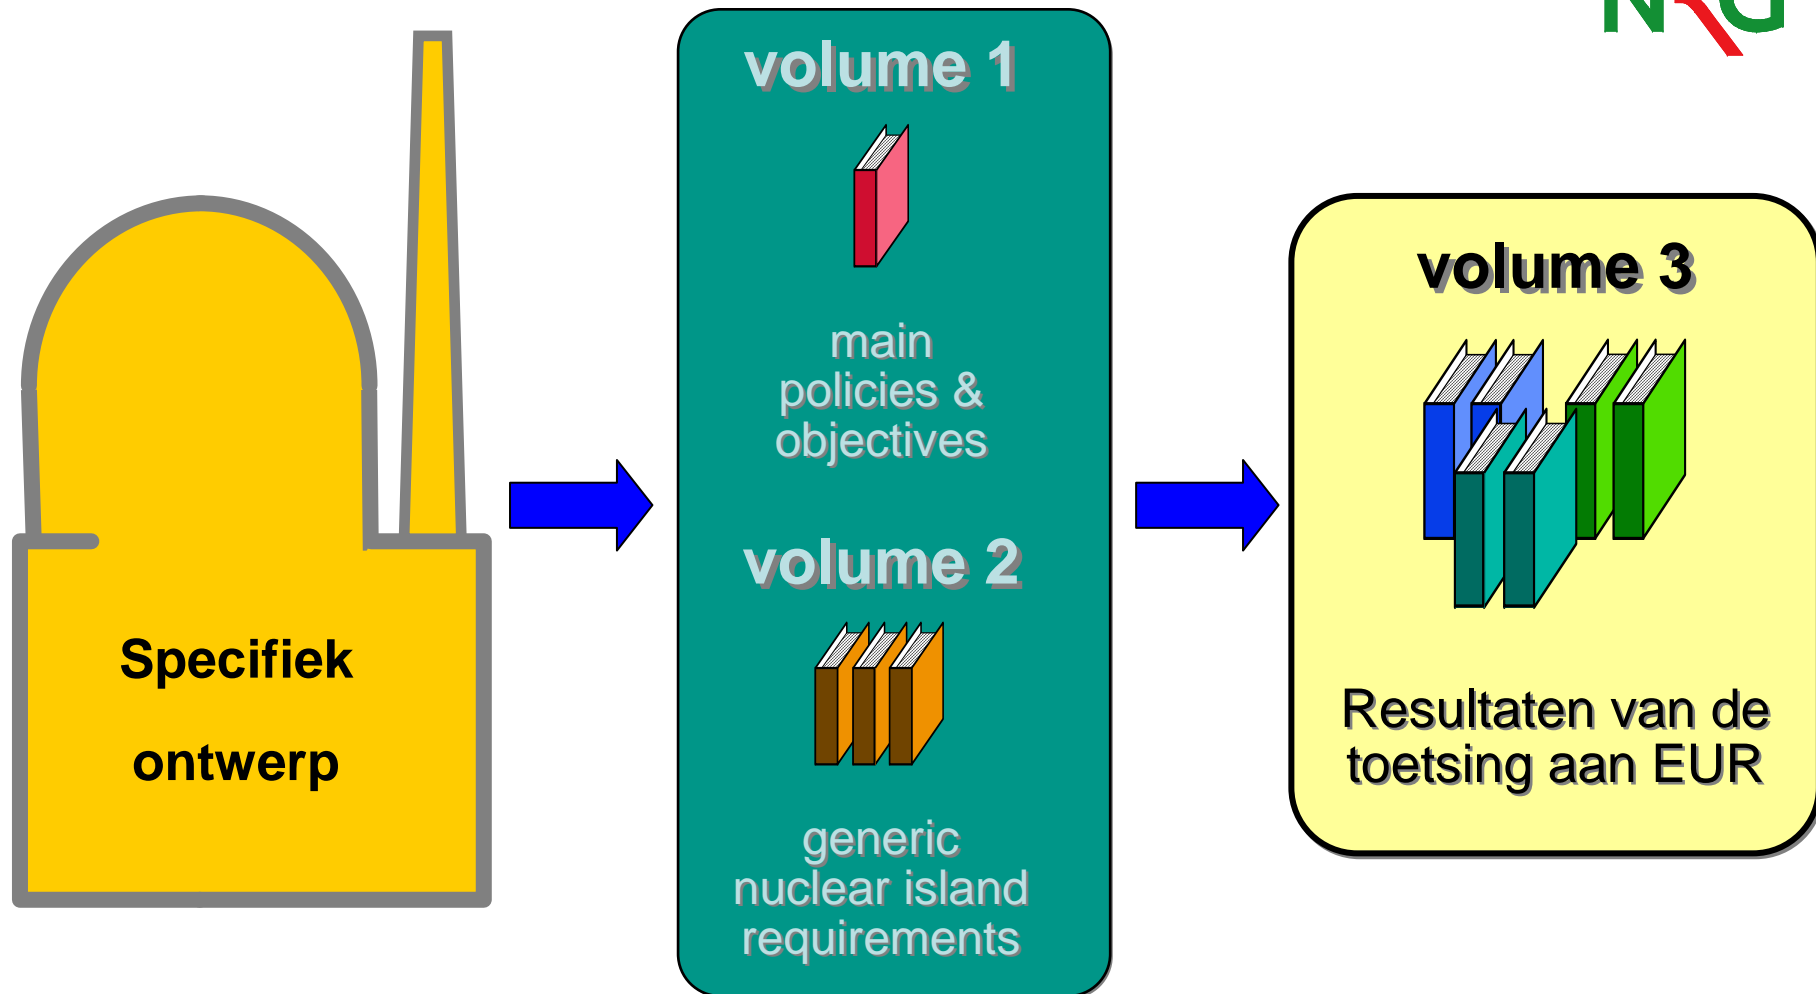 NRG
volume 1
main
policies &
objectives
volume 2
generic
nuclear island
requirements
volume 3
Resultaten van de
toetsing aan EUR
Specifiek
ontwerp